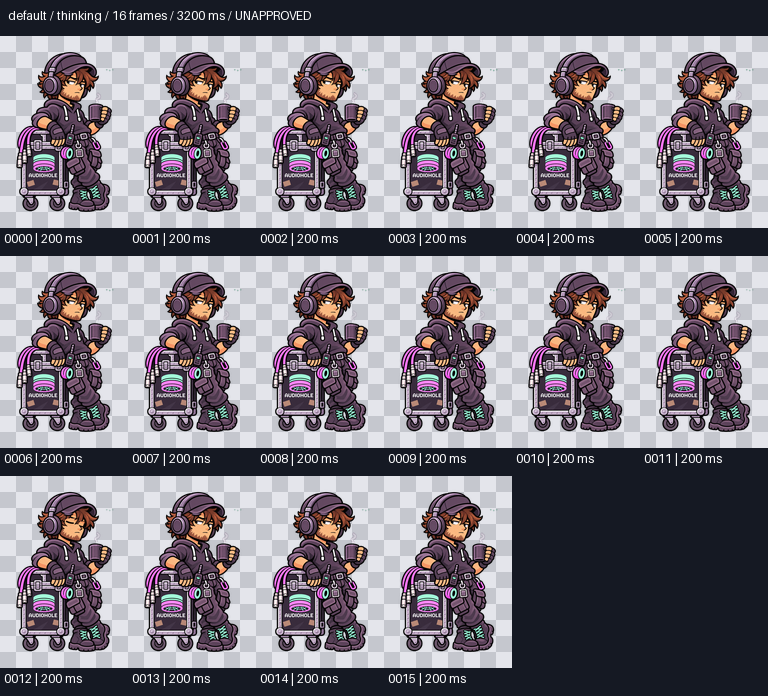 default / thinking / 16 frames / 3200 ms / UNAPPROVED
AUDIOHOLE AUDIOHOLE AUDIOHOLE AUDIOHOLE AUDIOHOLE AUDIOHOLE
0000 | 200 ms 0001 | 200 ms 0002 | 200 ms 0003 | 200 ms 0004 | 200 ms 0005 | 200 ms
AUDIOHOLE AUDIOHOLE AUDIOHOLE AUDIOHOLE AUDIOHOLE AUDIOHOLE
0006 | 200 ms 0007 | 200 ms 0008 | 200 ms 0009 | 200 ms 0010 | 200 ms 0011 | 200 ms
AUDIOHOLE AUDIOHOLE AUDIOHOLE AUDIOHOLE
0012 | 200 ms 0013 | 200 ms 0014 | 200 ms 0015 | 200 ms